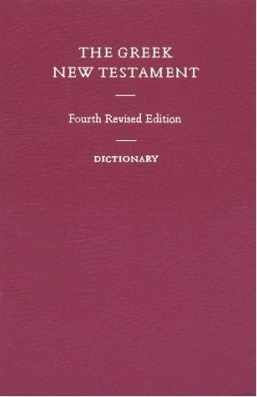 THE GREEK
NEW TESTAMENT
Fourth Revised Edition
DICTIONARY